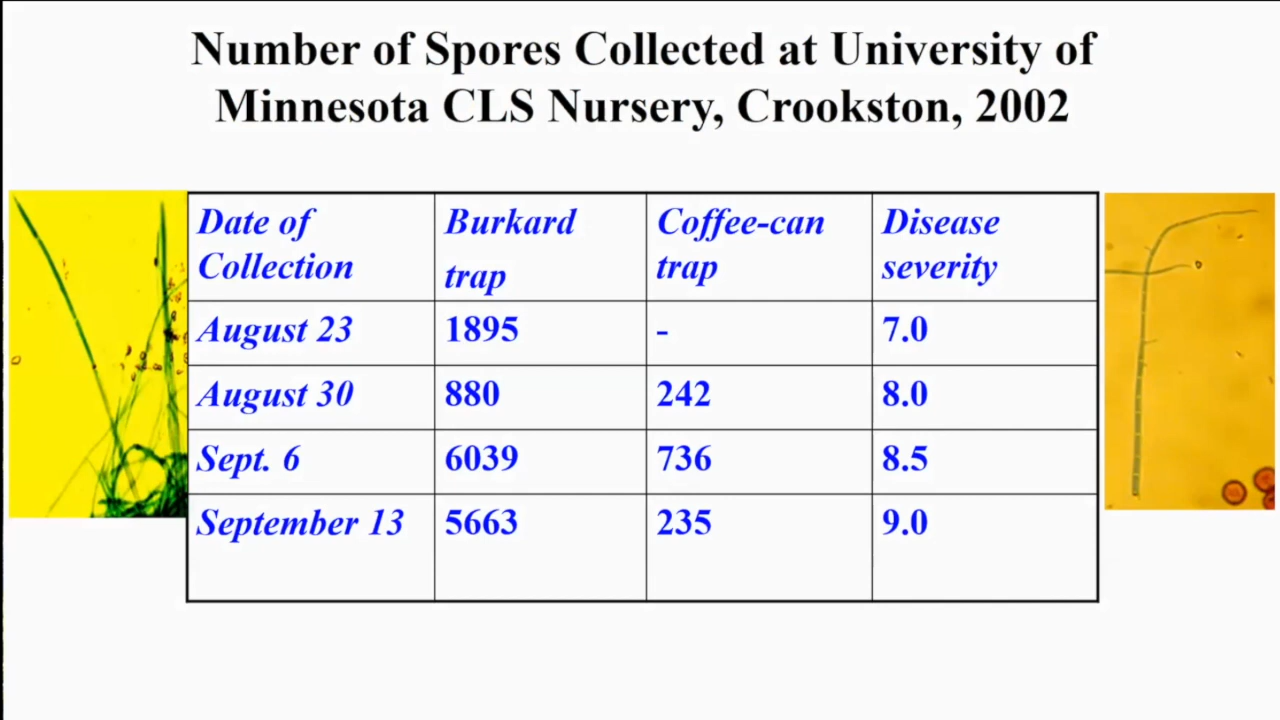 Number of Spores Collected at University of
Minnesota CLS Nursery, Crookston, 2002
Date of Collection Burkard trap Coffee-can trap Disease severity
August 23 1895 - 7.0
August 30 880 242 8.0
Sept. 6 6039 736 8.5
September 13 5663 235 9.0